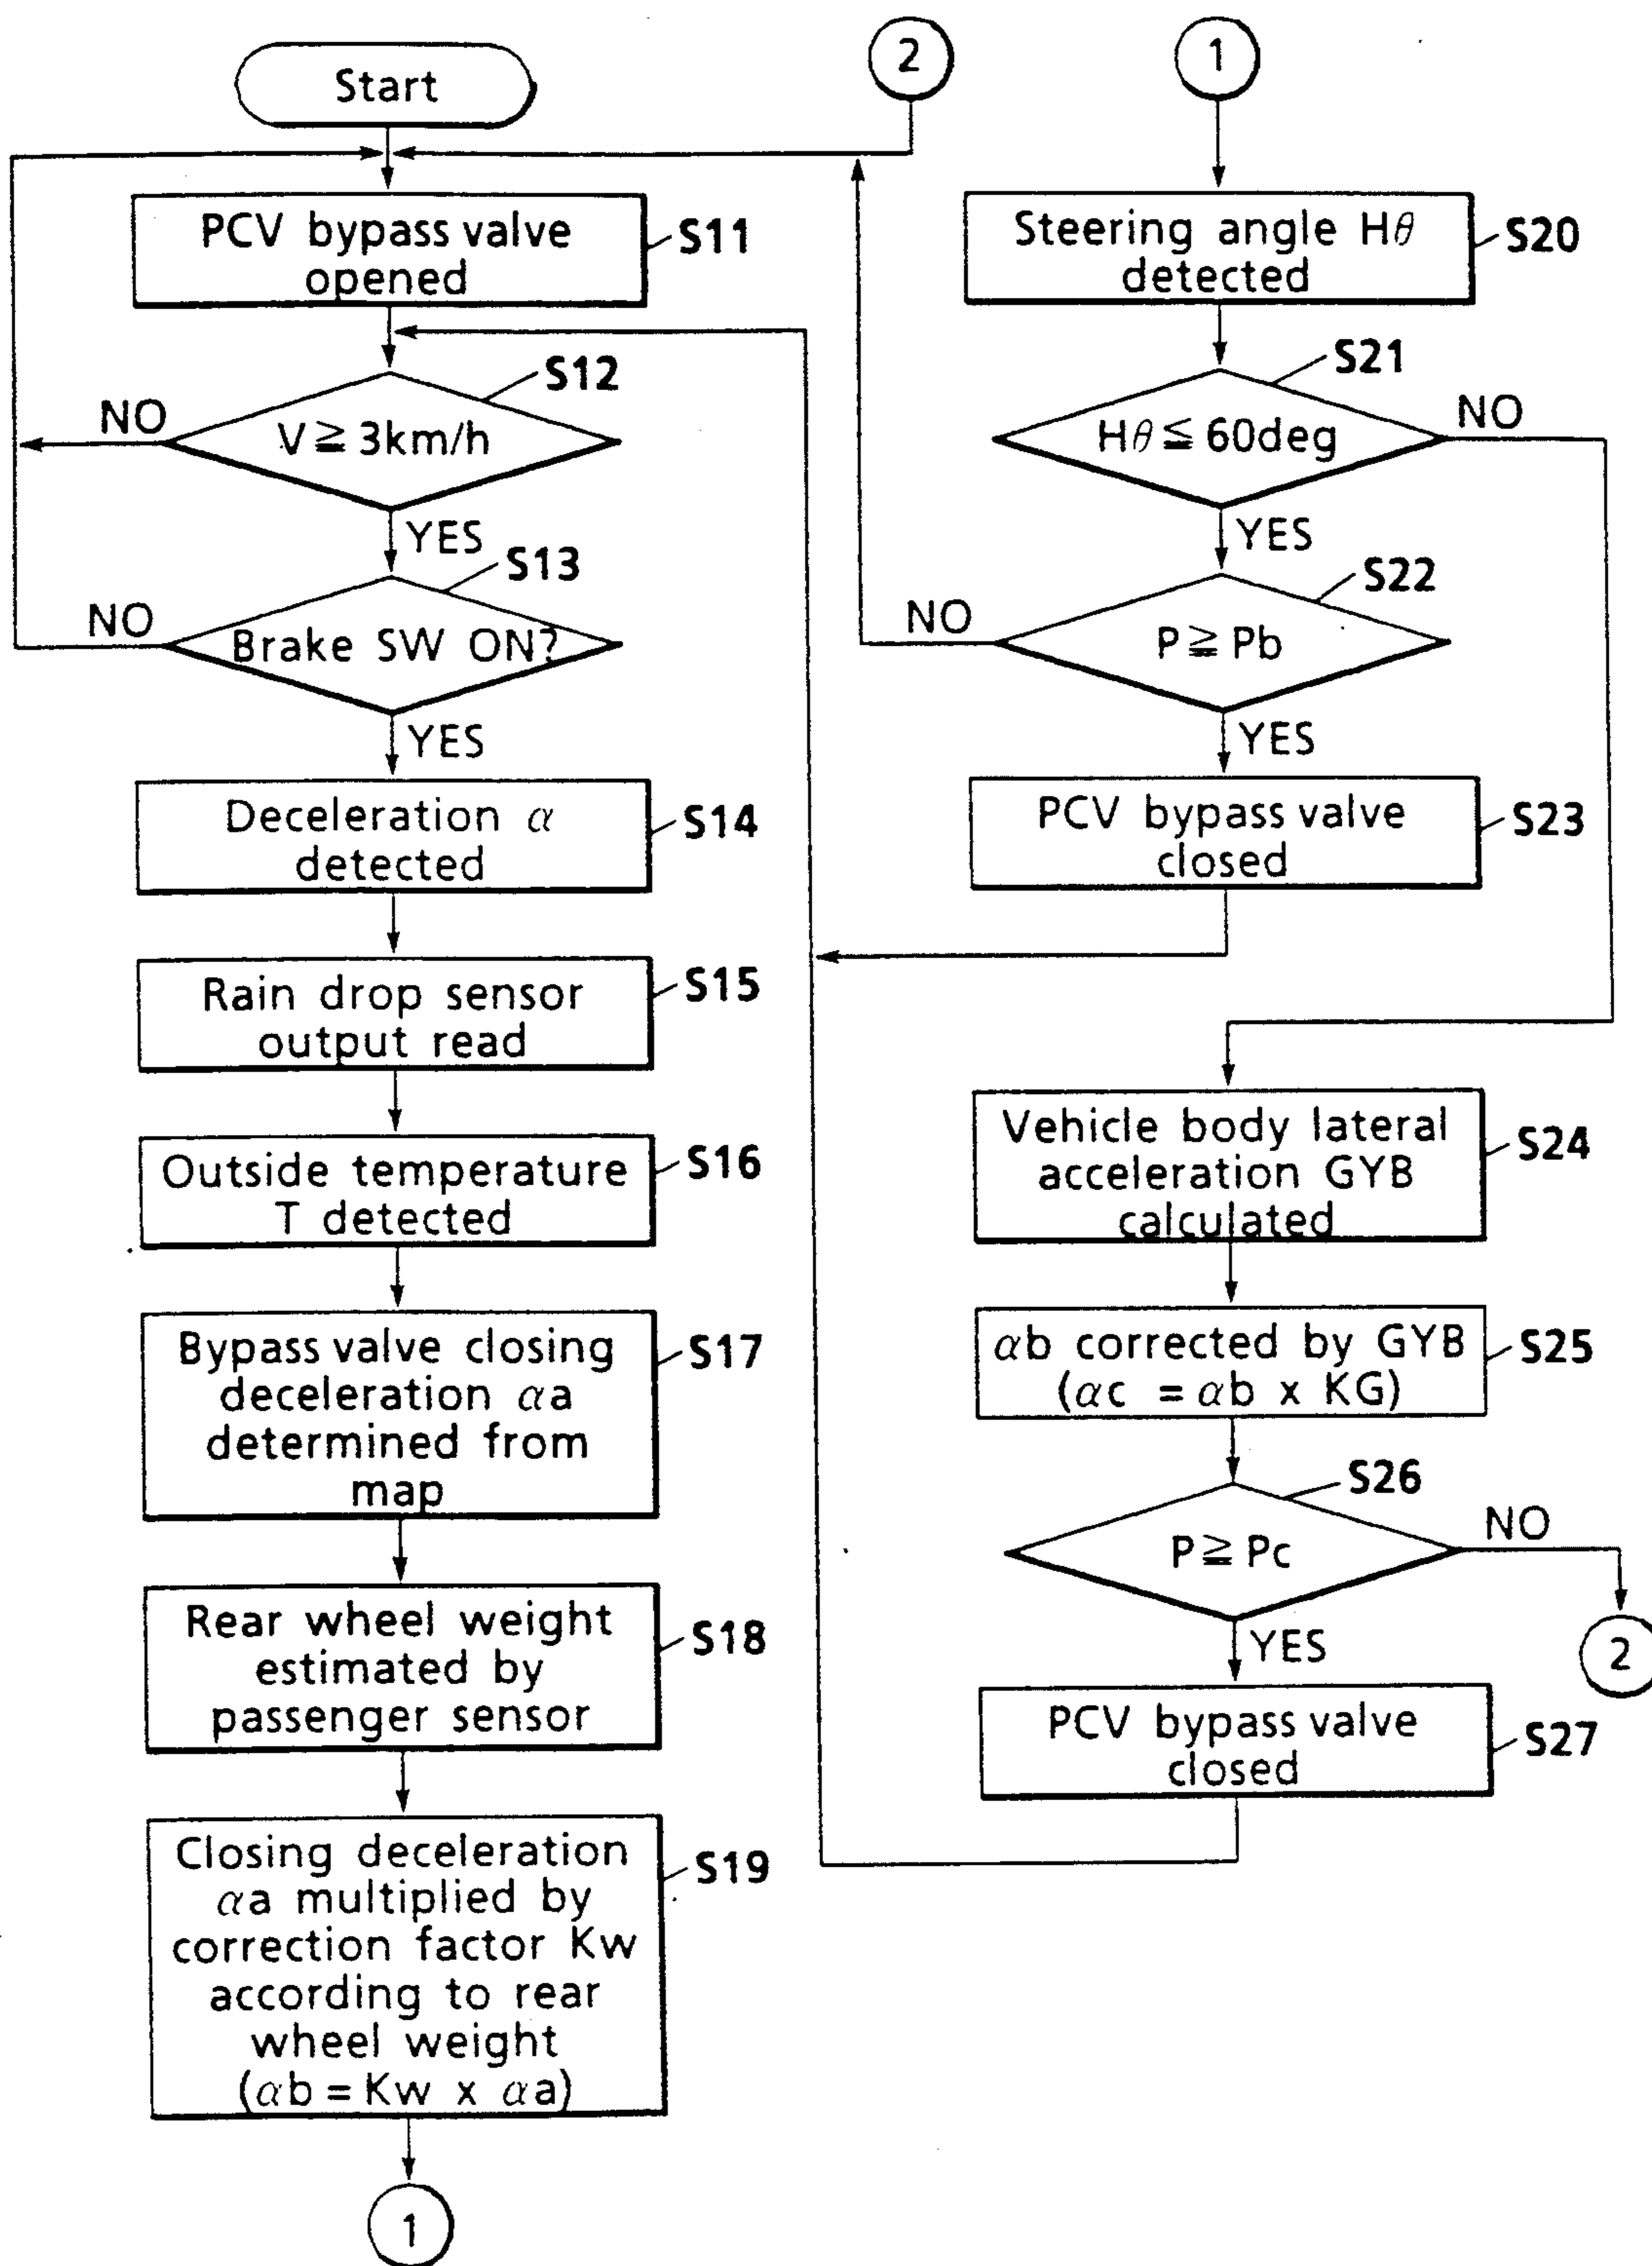 Start
PCV bypass valve
opened
S11
S12
V ≧ 3km/h
NO
YES
S13
Brake SW ON?
NO
YES
Deceleration α
detected
S14
Rain drop sensor
output read
S15
Outside temperature
T detected
S16
Bypass valve closing
deceleration αa
determined from
map
S17
Rear wheel weight
estimated by
passenger sensor
S18
Closing deceleration
αa multiplied by
correction factor Kw
according to rear
wheel weight
(αb = Kw x αa)
S19
1
2
1
Steering angle Hθ
detected
S20
S21
Hθ ≦ 60deg
NO
YES
S22
P ≧ Pb
NO
YES
PCV bypass valve
closed
S23
Vehicle body lateral
acceleration GYB
calculated
S24
αb corrected by GYB
(αc = αb x KG)
S25
S26
P ≧ Pc
NO
2
YES
PCV bypass valve
closed
S27